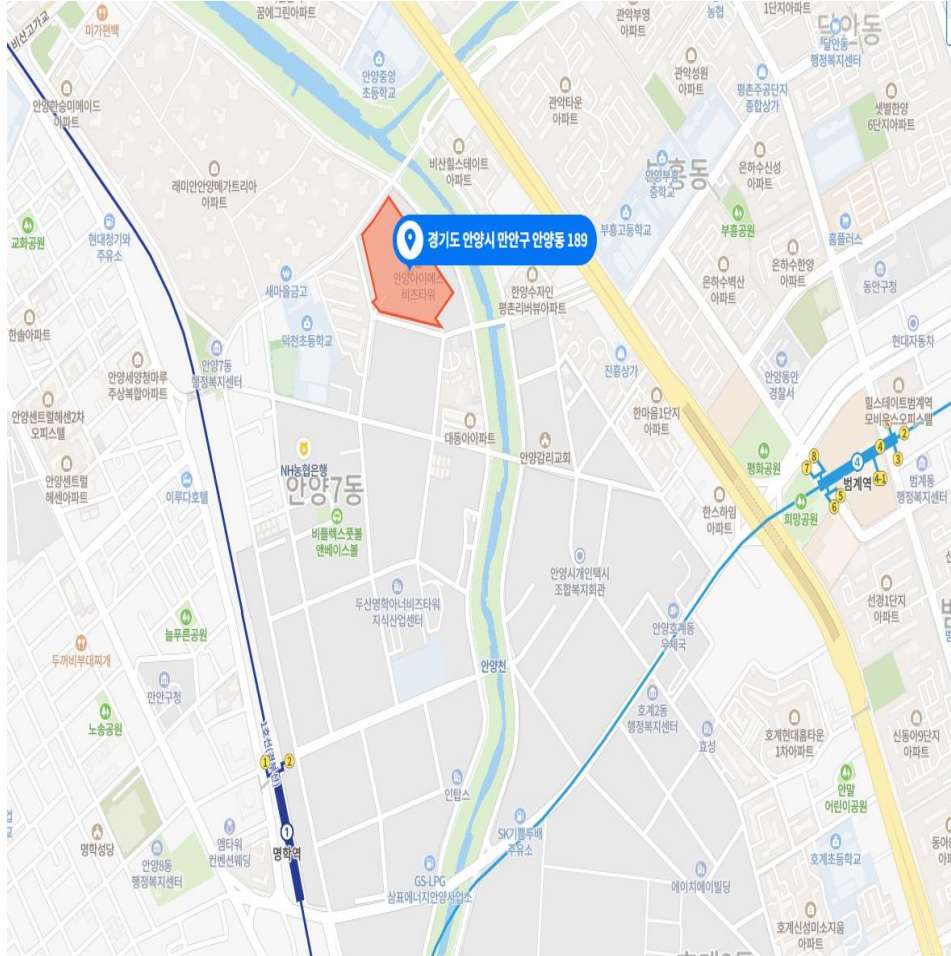 비산고가교
미가편백
꿈에그린아파트
관악부영
아파트
농협
1단지아파트
달안동
행정복지센터
안양중앙
초등학교
관악성원
아파트
평촌주공단지
종합상가
안양한승미메이드
아파트
관악타운
아파트
샛별한양
6단지아파트
비산힐스테이트
아파트
안양부흥
중학교
부흥동
은하수신성
아파트
래미안안양메가트리아
아파트
교화공원
현대청기와
주유소
경기도 안양시 만안구 안양동 189
부흥고등학교
부흥공원
홈플러스
안양아이에스
비즈타워
한양수자인
평촌리버뷰아파트
은하수벽산
아파트
은하수한양
아파트
동안구청
새마을금고
한솔아파트
덕천초등학교
현대자동차
안양7동
행정복지센터
진흥상가
안양세양청마루
주상복합아파트
안양동안
경찰서
힐스테이트범계역
모비우스오피스텔
안양센트럴헤센2차
오피스텔
대동아아파트
한마음1단지
아파트
안양감리교회
NH농협은행
안양7동
평화공원
8
7
4
4
2
3
4-1
5
6
범계역
범계동
행정복지센터
안양센트럴
헤센아파트
이루다호텔
희망공원
한스하임
아파트
비플렉스풋볼
앤베이스볼
안양시개인택시
조합복지회관
두산명학아너비즈타워
지식산업센터
선경1단지
아파트
늘푸른공원
안양호계동
우체국
두꺼비부대찌개
안양천
만안구청
노송공원
호계2동
행정복지센터
효성
호계현대홈타운
1차아파트
신동아9단지
아파트
1호선(경부선)
1
2
인탑스
안말
어린이공원
1
명학역
SK기쁨두배
주유소
명학성당
안양8동
행정복지센터
엠타워
컨벤션웨딩
GS-LPG
삼표에너지안양사업소
에이치에이빌딩
호계초등학교
호계신성미소지움
아파트